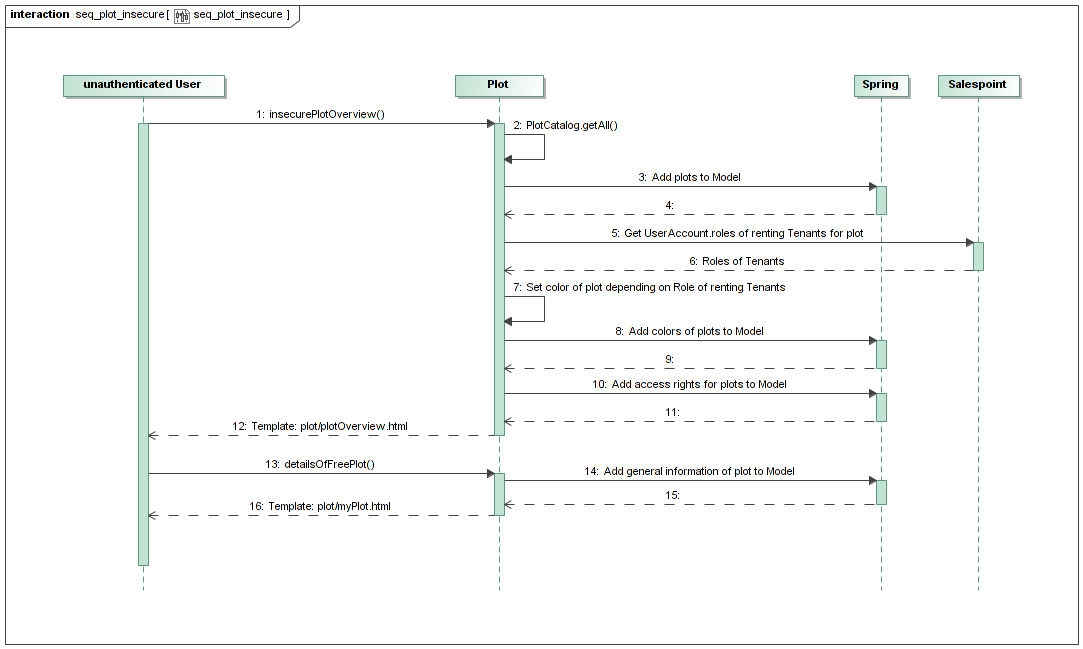 interaction seq_plot_insecure[ seq_plot_insecure ]
unauthenticated User
Plot
Spring
Salespoint
1: insecurePlotOverview()
2: PlotCatalog.getAll()
3: Add plots to Model
4:
5: Get UserAccount.roles of renting Tenants for plot
6: Roles of Tenants
7: Set color of plot depending on Role of renting Tenants
8: Add colors of plots to Model
9:
10: Add access rights for plots to Model
11:
12: Template: plot/plotOverview.html
13: detailsOfFreePlot()
14: Add general information of plot to Model
15:
16: Template: plot/myPlot.html